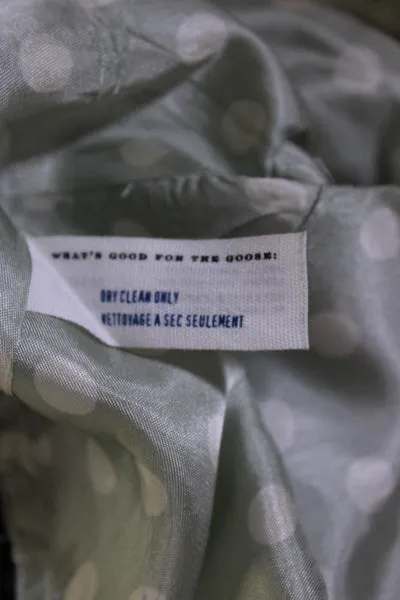 WHAT'S GOOD FOR THE GOOSE:
DRY CLEAN ONLY
NETTOYAGE A SEC SEULEMENT